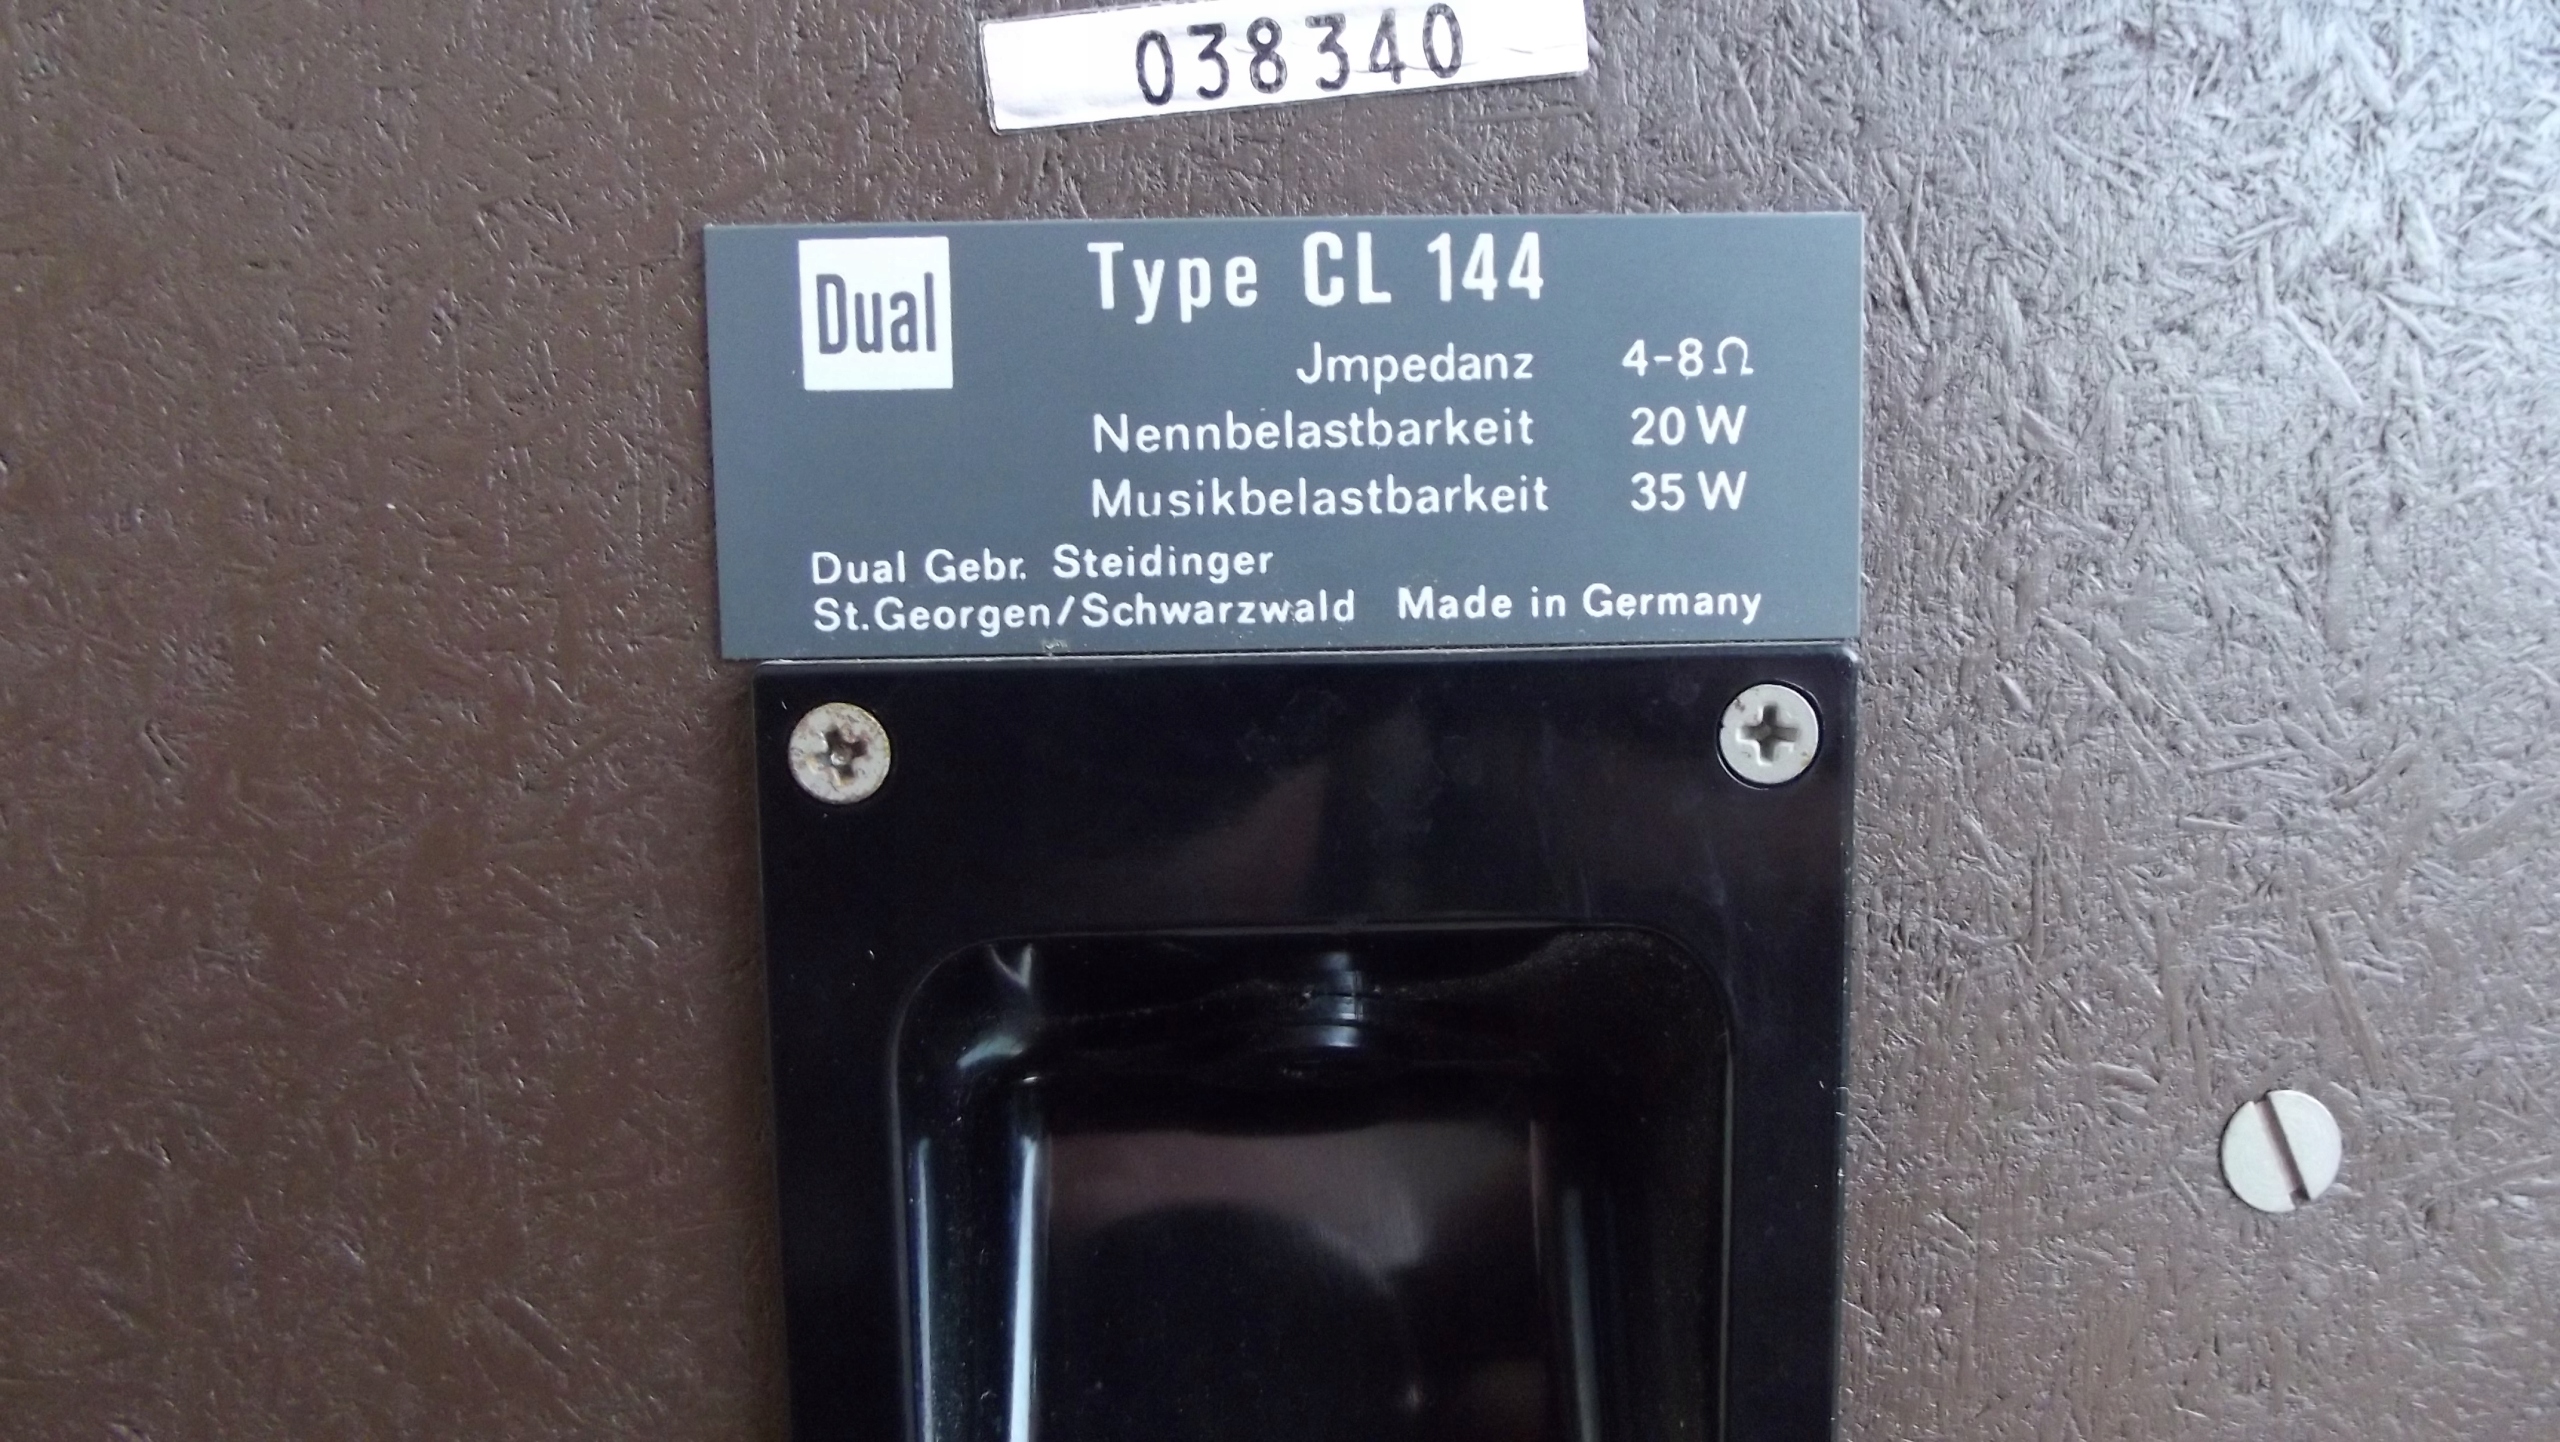 038340
Dual
Type CL 144
Jmpedanz 4-8Ω
Nennbelastbarkeit 20 W
Musikbelastbarkeit 35 W
Dual Gebr. Steidinger
St.Georgen/Schwarzwald Made in Germany